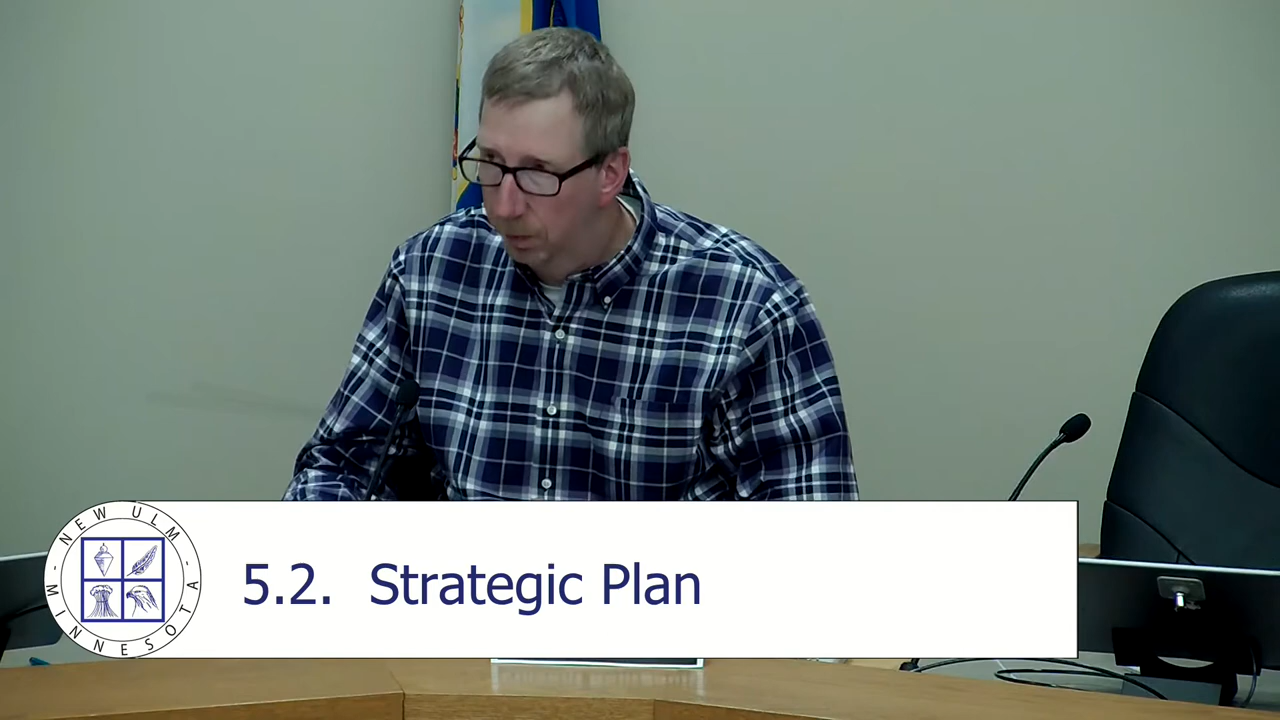 NEW ULM
5.2. Strategic Plan
- MINNESOTA -